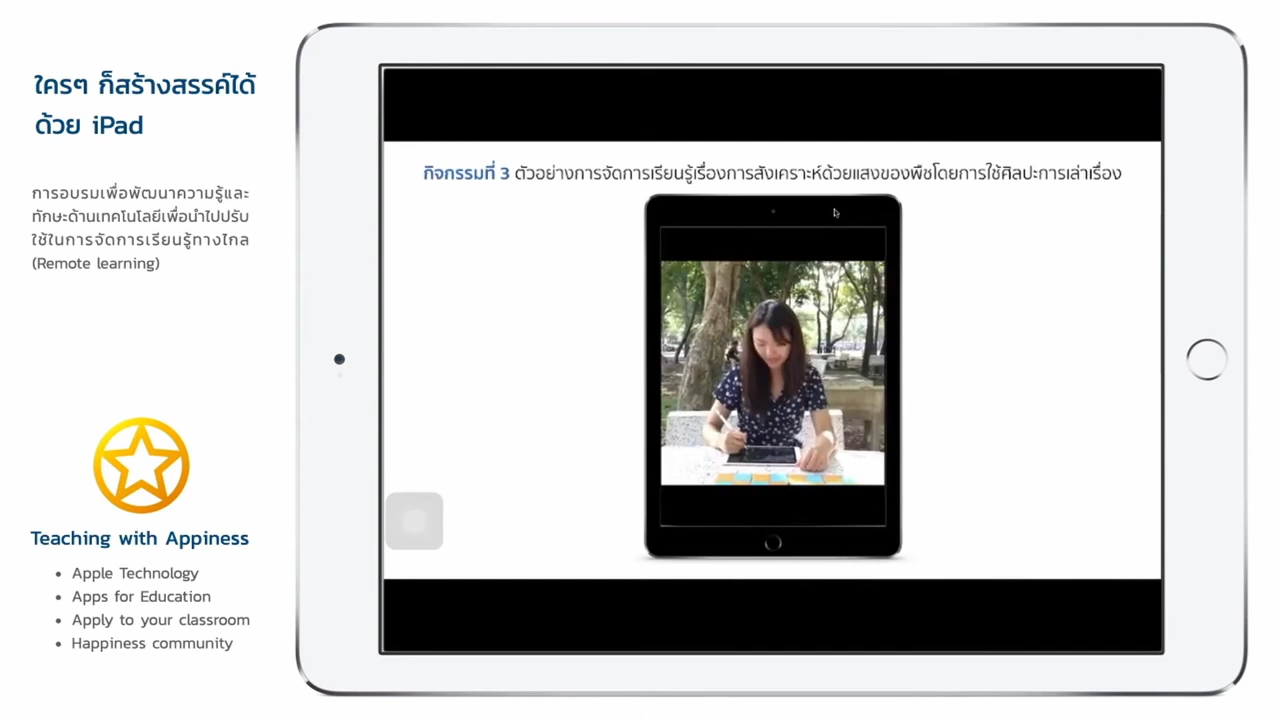 ใครๆ ก็สร้างสรรค์ได้
ด้วย iPad
การอบรมเพื่อพัฒนาความรู้และ
ทักษะด้านเทคโนโลยีเพื่อนำไปปรับ
ใช้ในการจัดการเรียนรู้ทางไกล
(Remote learning)
Teaching with Appiness
• Apple Technology
• Apps for Education
• Apply to your classroom
• Happiness community
กิจกรรมที่ 3 ตัวอย่างการจัดการเรียนรู้เรื่องการสังเคราะห์ด้วยแสงของพืชโดยการใช้ศิลปะการเล่าเรื่อง